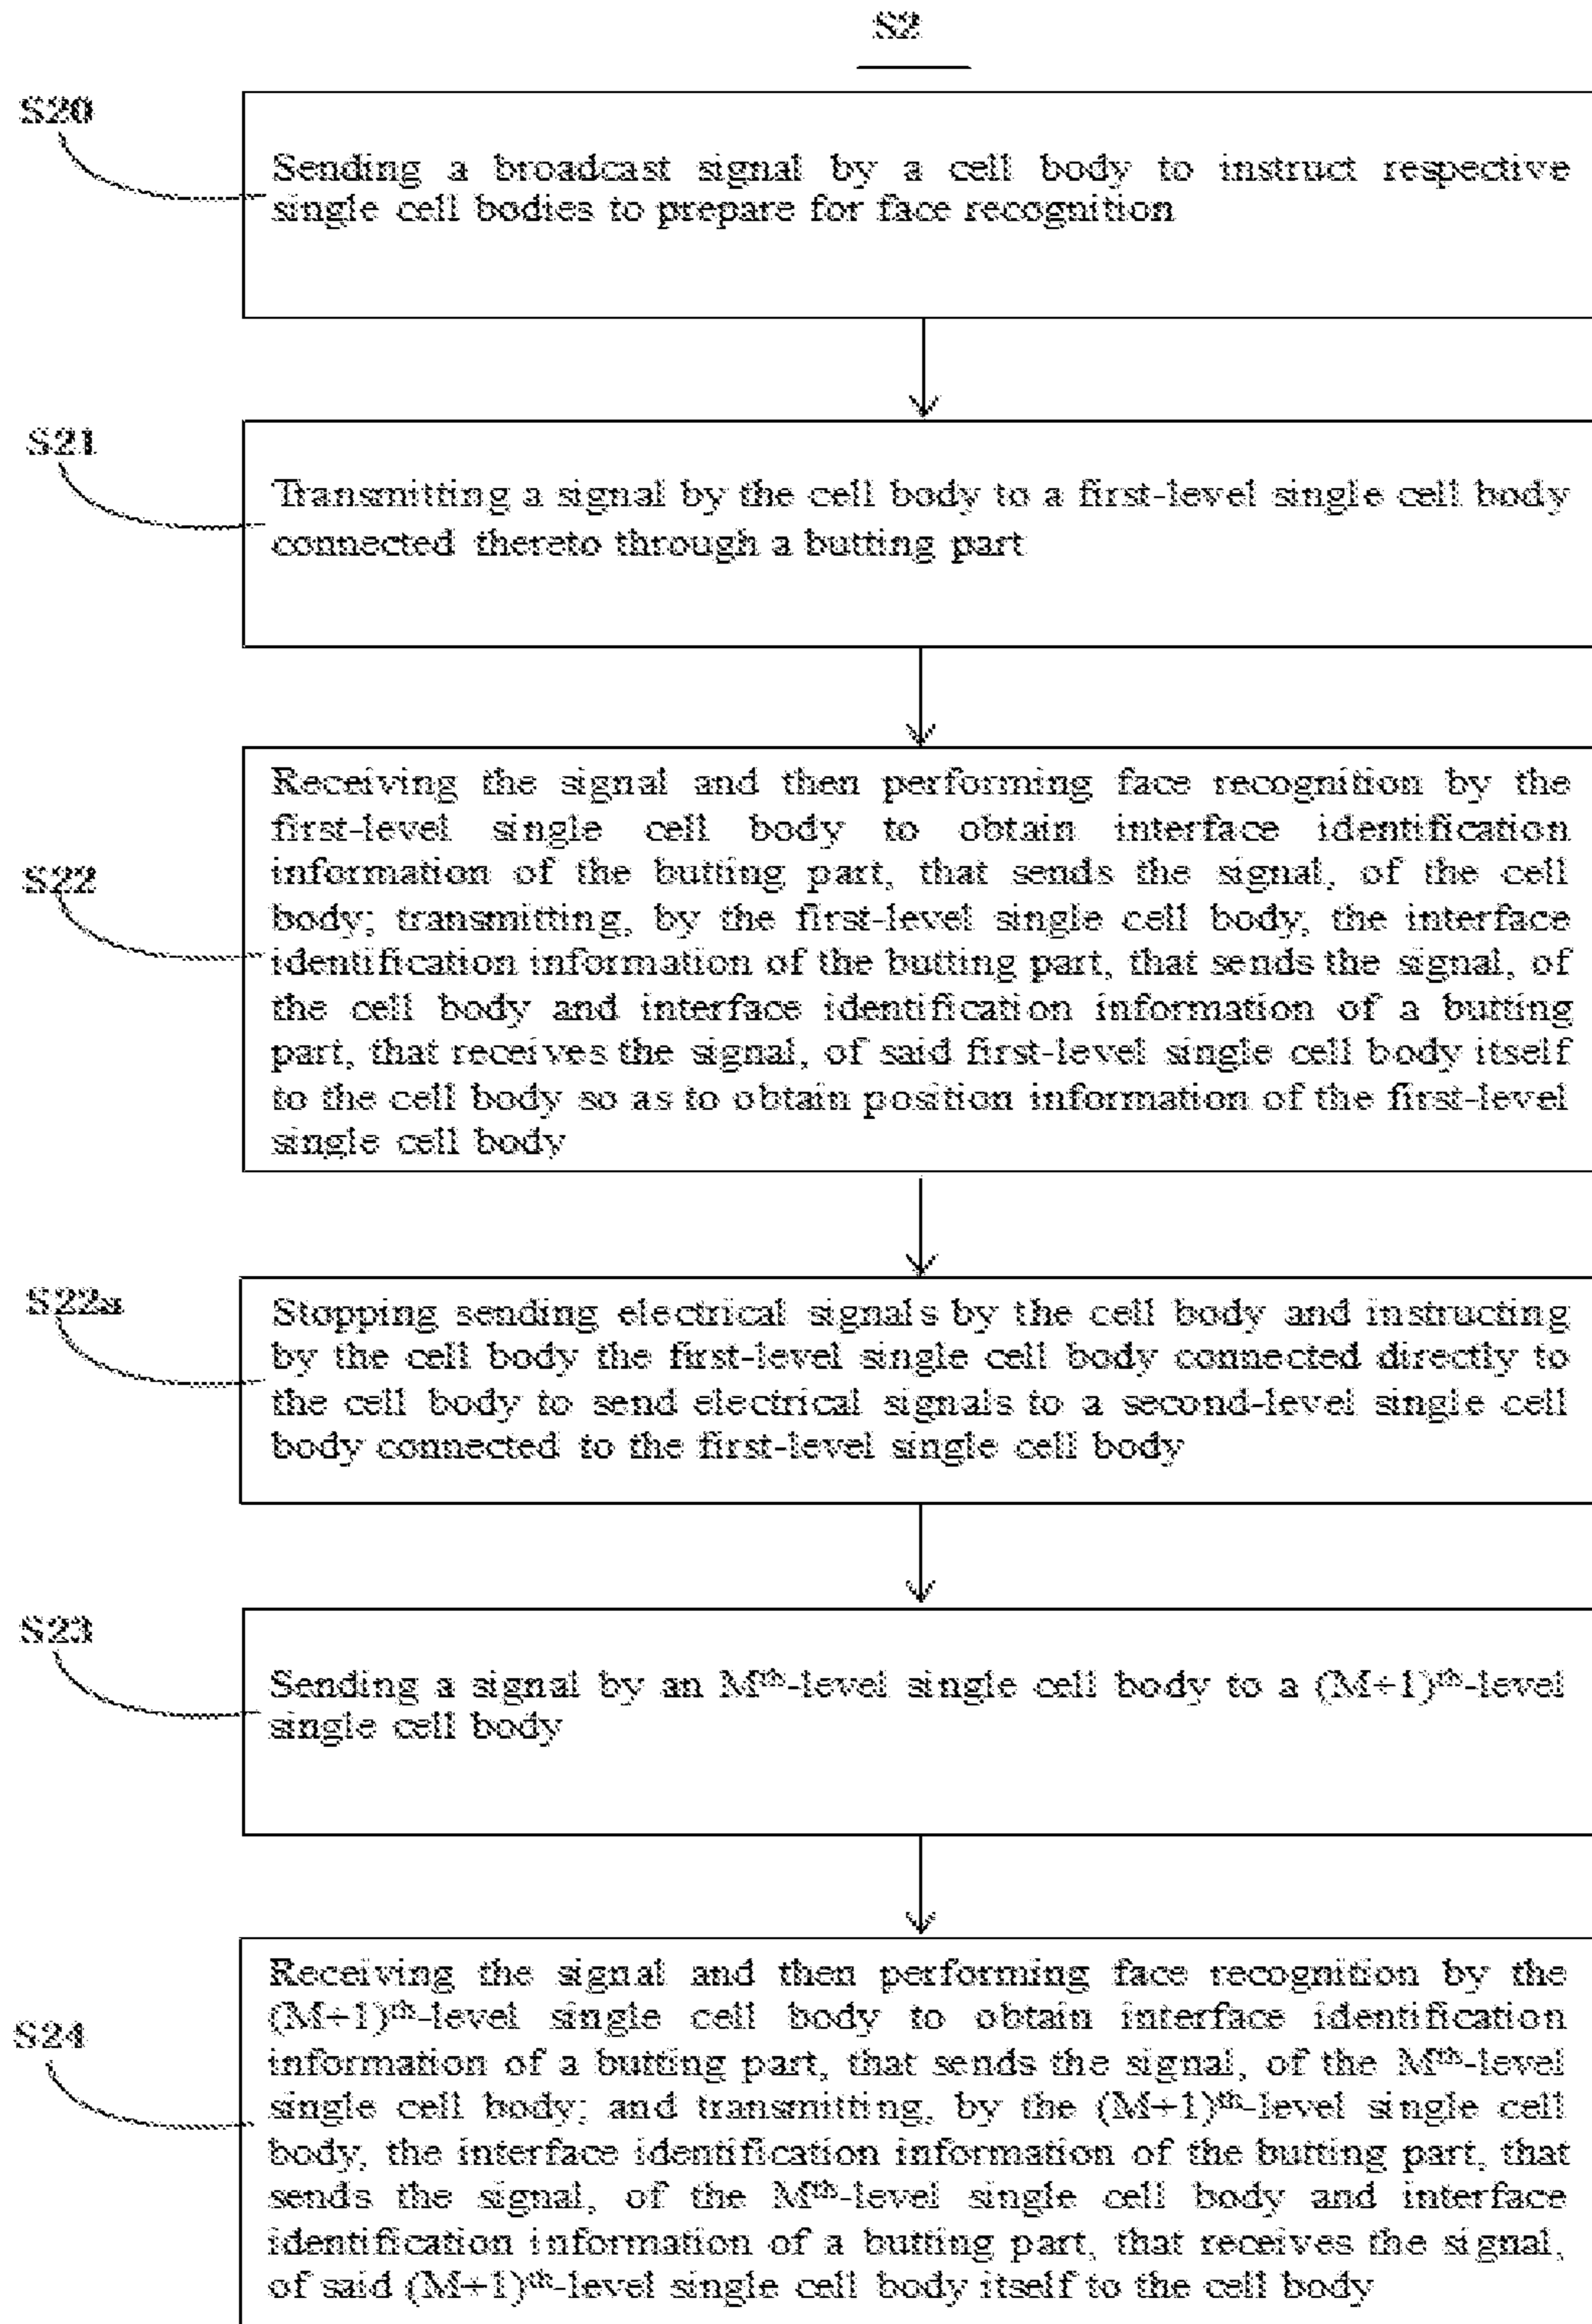 S2
S20
Sending a broadcast signal by a cell body to instruct respective
single cell bodies to prepare for face recognition
S21
Transmitting a signal by the cell body to a first-level single cell body
connected thereto through a butting part
S22
Receiving the signal and then performing face recognition by the
first-level single cell body to obtain interface identification
information of the butting part, that sends the signal, of the cell
body; transmitting, by the first-level single cell body, the interface
identification information of the butting part, that sends the signal, of
the cell body and interface identification information of a butting
part, that receives the signal, of said first-level single cell body itself
to the cell body so as to obtain position information of the first-level
single cell body
S22a
Stopping sending electrical signals by the cell body and instructing
by the cell body the first-level single cell body connected directly to
the cell body to send electrical signals to a second-level single cell
body connected to the first-level single cell body
S23
Sending a signal by an Mth-level single cell body to a (M+1)th-level
single cell body
S24
Receiving the signal and then performing face recognition by the
(M+1)th-level single cell body to obtain interface identification
information of a butting part, that sends the signal, of the Mth-level
single cell body; and transmitting, by the (M+1)th-level single cell
body, the interface identification information of the butting part, that
sends the signal, of the Mth-level single cell body and interface
identification information of a butting part, that receives the signal,
of said (M+1)th-level single cell body itself to the cell body